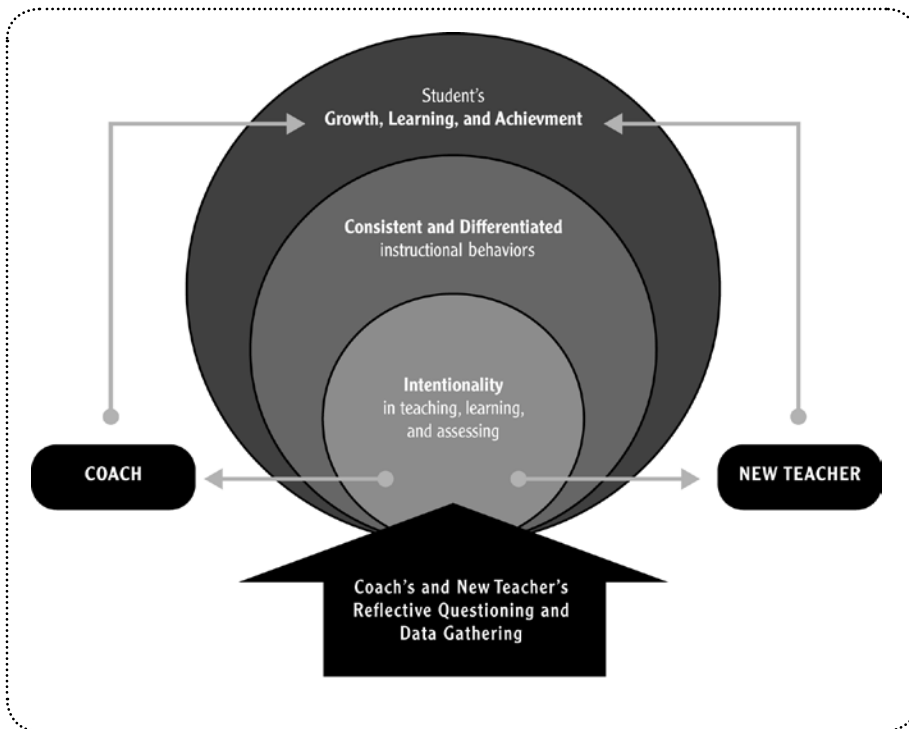 Student's
Growth, Learning, and Achievment
Consistent and Differentiated
instructional behaviors
Intentionality
in teaching, learning,
and assessing
COACH
NEW TEACHER
Coach's and New Teacher's
Reflective Questioning and
Data Gathering